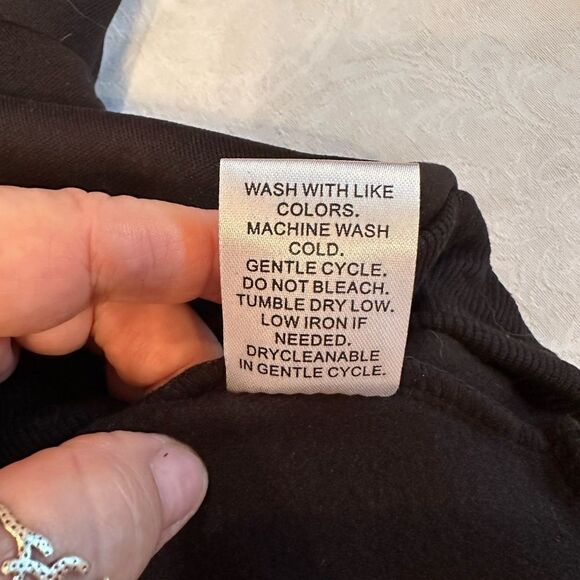 WASH WITH LIKE
COLORS.
MACHINE WASH
COLD.
GENTLE CYCLE.
DO NOT BLEACH.
TUMBLE DRY LOW.
LOW IRON IF
NEEDED.
DRYCLEANABLE
IN GENTLE CYCLE.